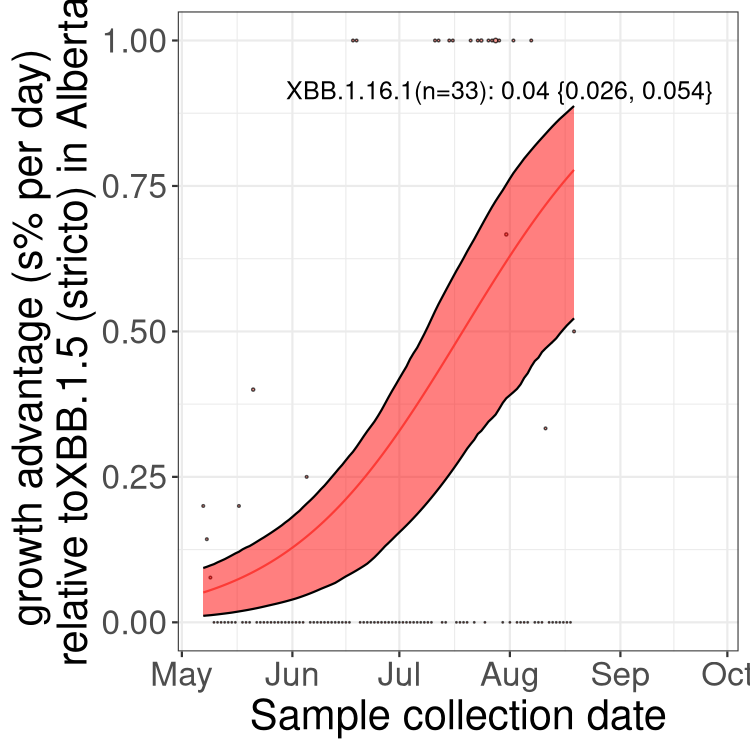 growth advantage (s% per day)
relative toXBB.1.5 (stricto) in Alberta
1.00
XBB.1.16.1(n=33): 0.04 {0.026, 0.054}
0.75
0.50
0.25
0.00
May Jun Jul Aug Sep Oct
Sample collection date